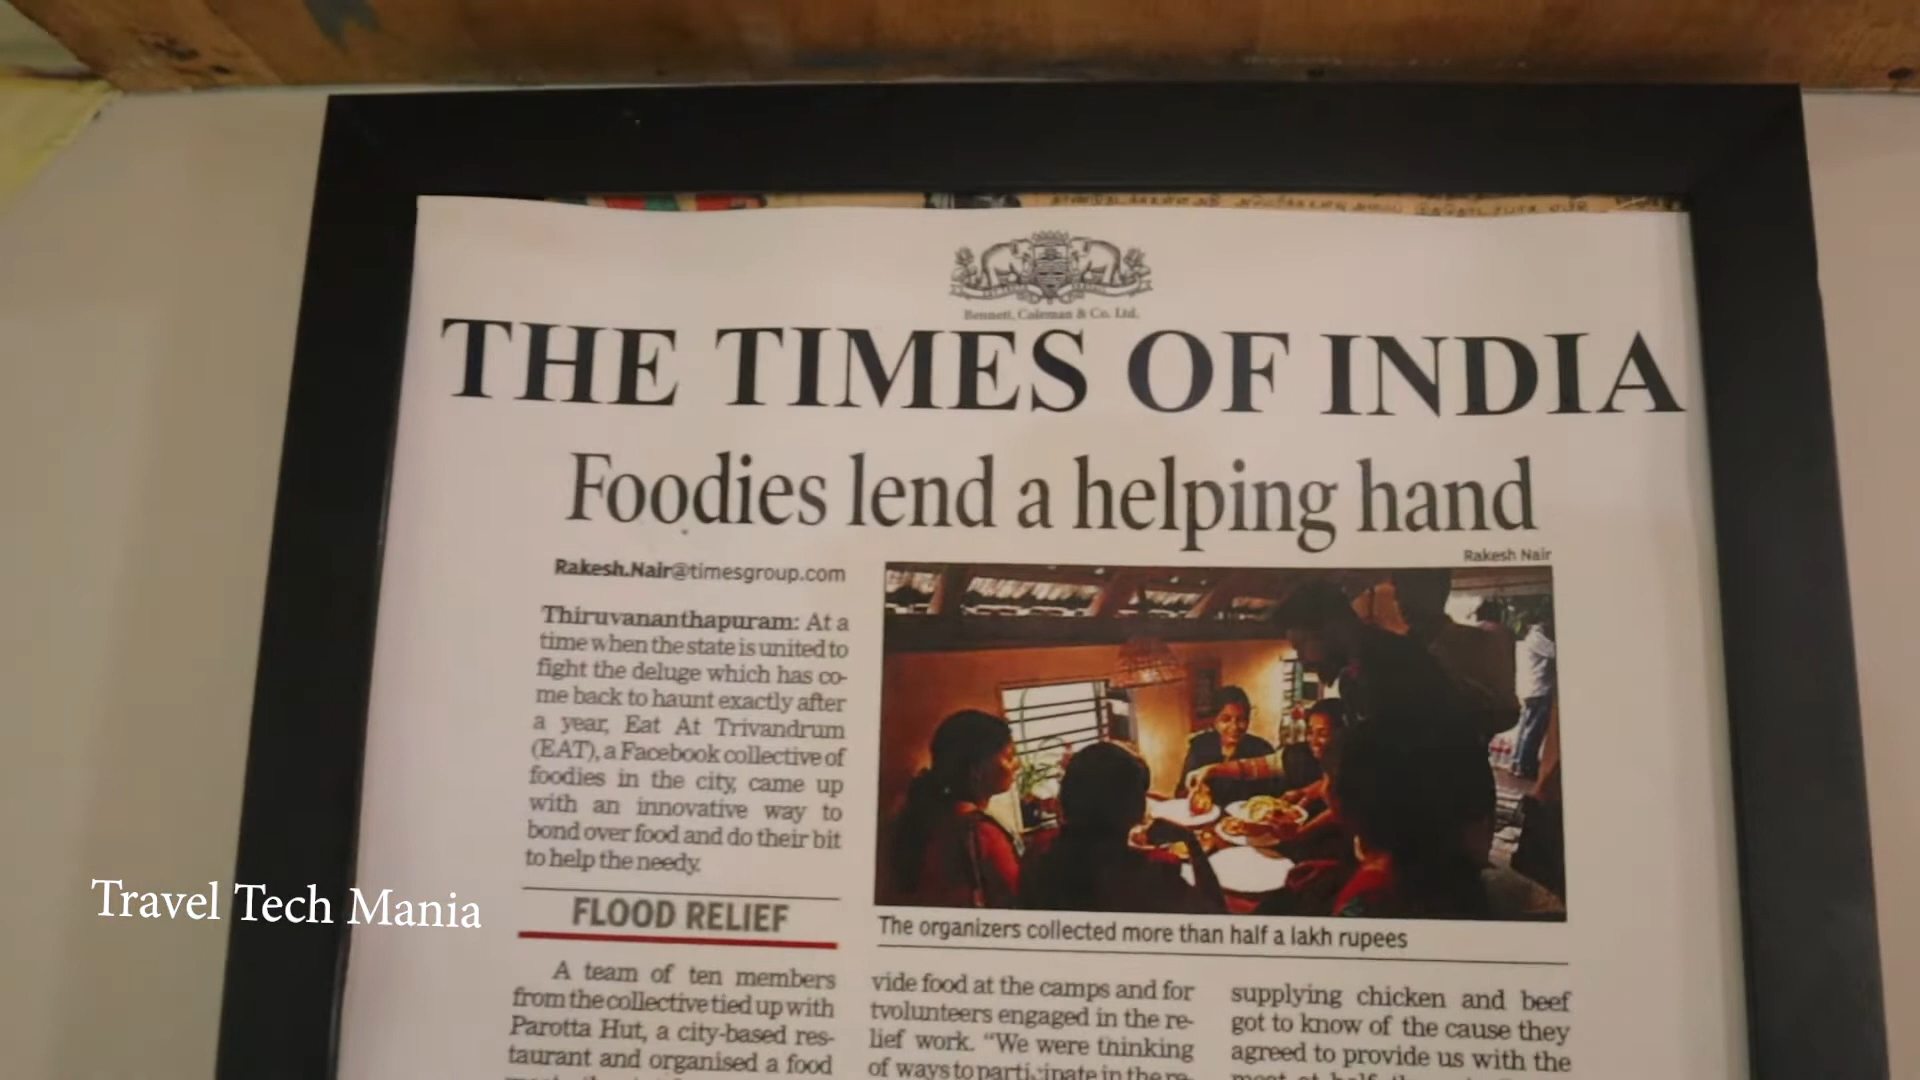 Bennett, Coleman & Co. Ltd.
THE TIMES OF INDIA
Foodies lend a helping hand
Rakesh Nair
Rakesh.Nair@timesgroup.com
Thiruvananthapuram: At a
time when the state is united to
fight the deluge which has co-
me back to haunt exactly after
a year, Eat At Trivandrum
(EAT), a Facebook collective of
foodies in the city, came up
with an innovative way to
bond over food and do their bit
to help the needy.
FLOOD RELIEF
A team of ten members
from the collective tied up with
Parotta Hut, a city-based res-
taurant and organised a food
The organizers collected more than half a lakh rupees
vide food at the camps and for
tvolunteers engaged in the re-
lief work. "We were thinking
of ways to participate in the re-
supplying chicken and beef
got to know of the cause they
agreed to provide us with the
Travel Tech Mania